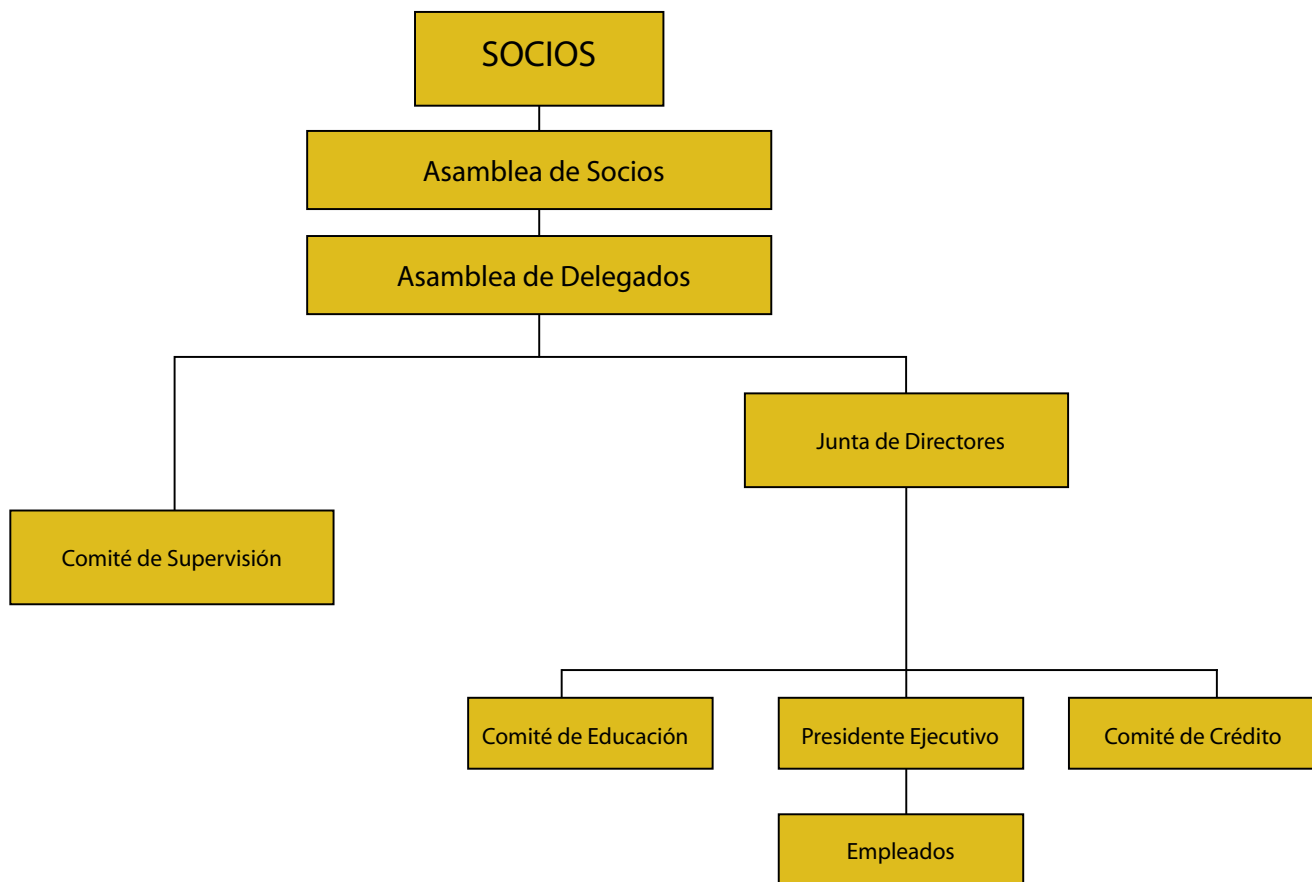 SOCIOS
Asamblea de Socios
Asamblea de Delegados
Junta de Directores
Comité de Supervisión
Comité de Educación
Presidente Ejecutivo
Comité de Crédito
Empleados